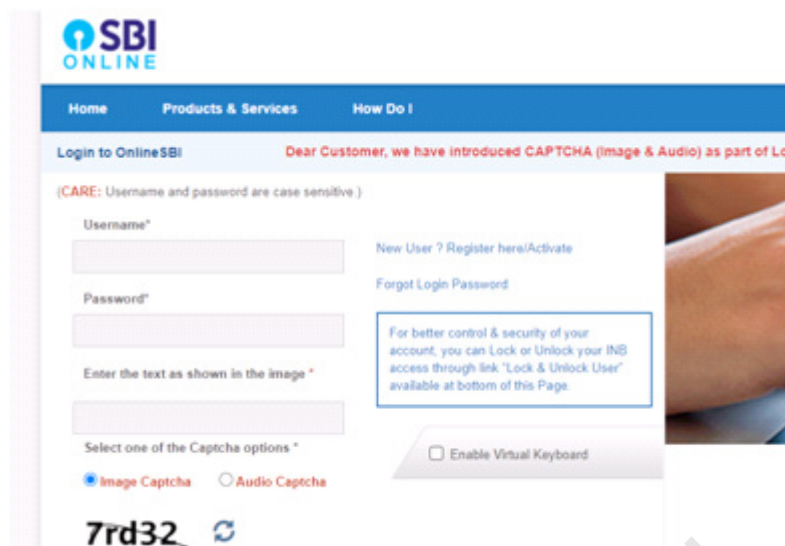 SBI
ONLINE
Home Products & Services How Do I
Login to OnlineSBI Dear Customer, we have introduced CAPTCHA (Image & Audio) as part of Lo
(CARE: Username and password are case sensitive.)
Username*
New User ? Register here/Activate
Forgot Login Password
Password*
For better control & security of your
account, you can Lock or Unlock your INB
access through link "Lock & Unlock User"
available at bottom of this Page.
Enter the text as shown in the image *
Select one of the Captcha options *
Enable Virtual Keyboard
Image Captcha Audio Captcha
7rd32